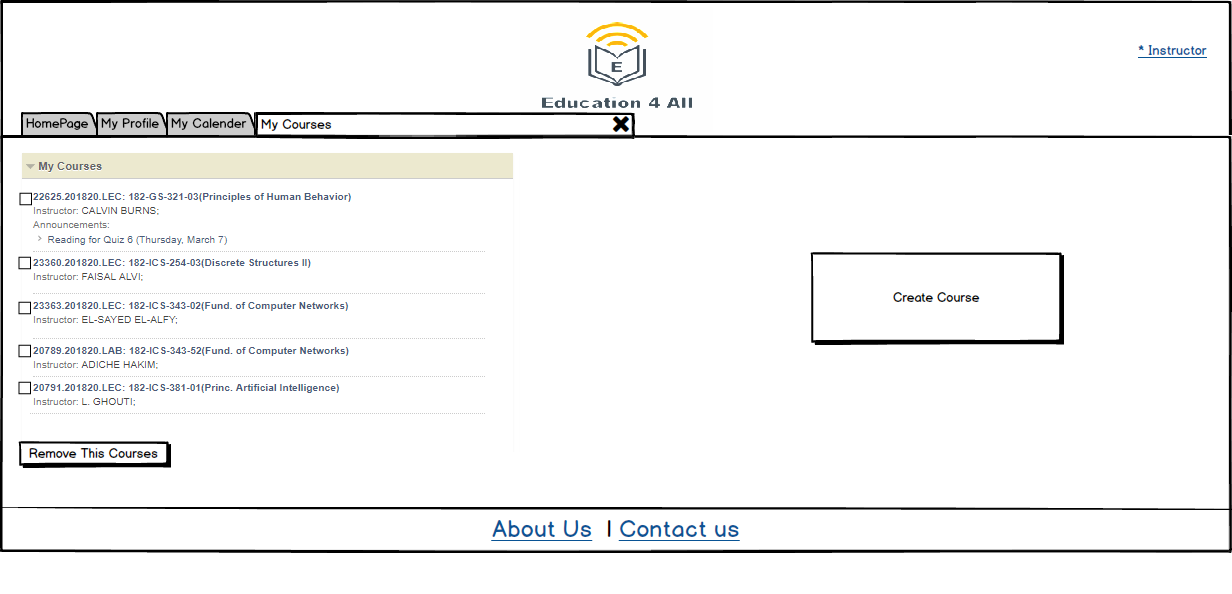 E
Education 4 All
* Instructor
HomePage
My Profile
My Calender
My Courses
My Courses
22625.201820.LEC: 182-GS-321-03(Principles of Human Behavior)
Instructor: CALVIN BURNS;
Announcements:
Reading for Quiz 6 (Thursday, March 7)
23360.201820.LEC: 182-ICS-254-03(Discrete Structures II)
Instructor: FAISAL ALVI;
23363.201820.LEC: 182-ICS-343-02(Fund. of Computer Networks)
Instructor: EL-SAYED EL-ALFY;
20789.201820.LAB: 182-ICS-343-52(Fund. of Computer Networks)
Instructor: ADICHE HAKIM;
20791.201820.LEC: 182-ICS-381-01(Princ. Artificial Intelligence)
Instructor: L. GHOUTI;
Create Course
Remove This Courses
About Us | Contact us